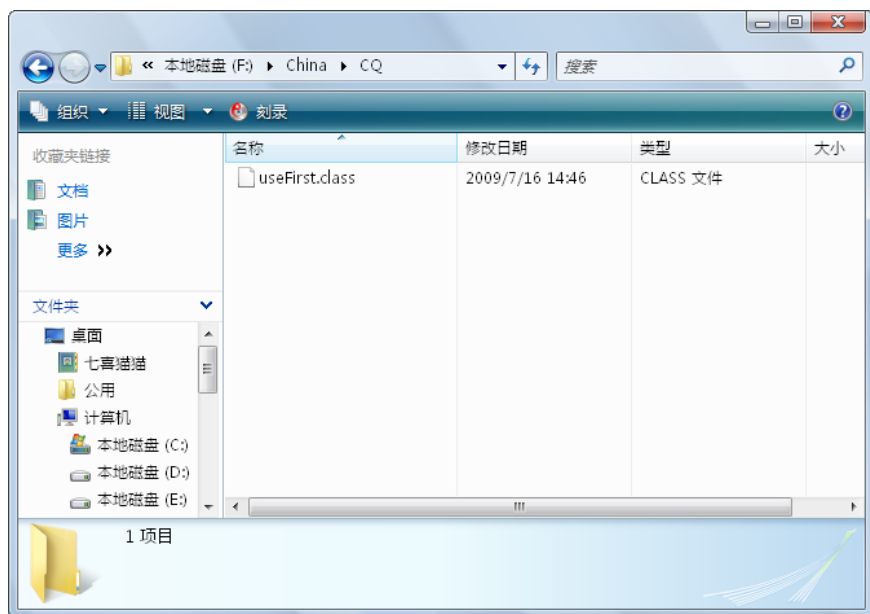 « 本地磁盘 (F:) China CQ 搜索
组织 视图 刻录
收藏夹链接
文档
图片
更多 »
文件夹
桌面
七喜猫猫
公用
计算机
本地磁盘 (C:)
本地磁盘 (D:)
本地磁盘 (E:)
名称 修改日期 类型 大小
useFirst.class 2009/7/16 14:46 CLASS 文件
1 项目